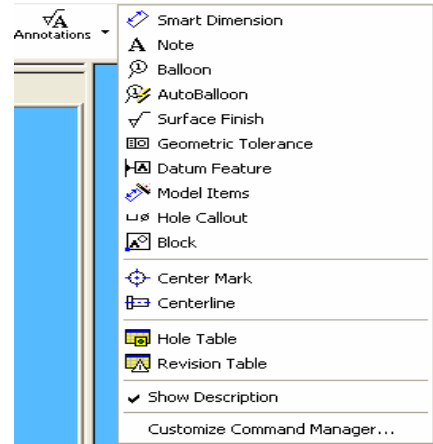 Annotations
Smart Dimension
A Note
Balloon
AutoBalloon
Surface Finish
Geometric Tolerance
Datum Feature
Model Items
Hole Callout
Block
Center Mark
Centerline
Hole Table
Revision Table
Show Description
Customize Command Manager...